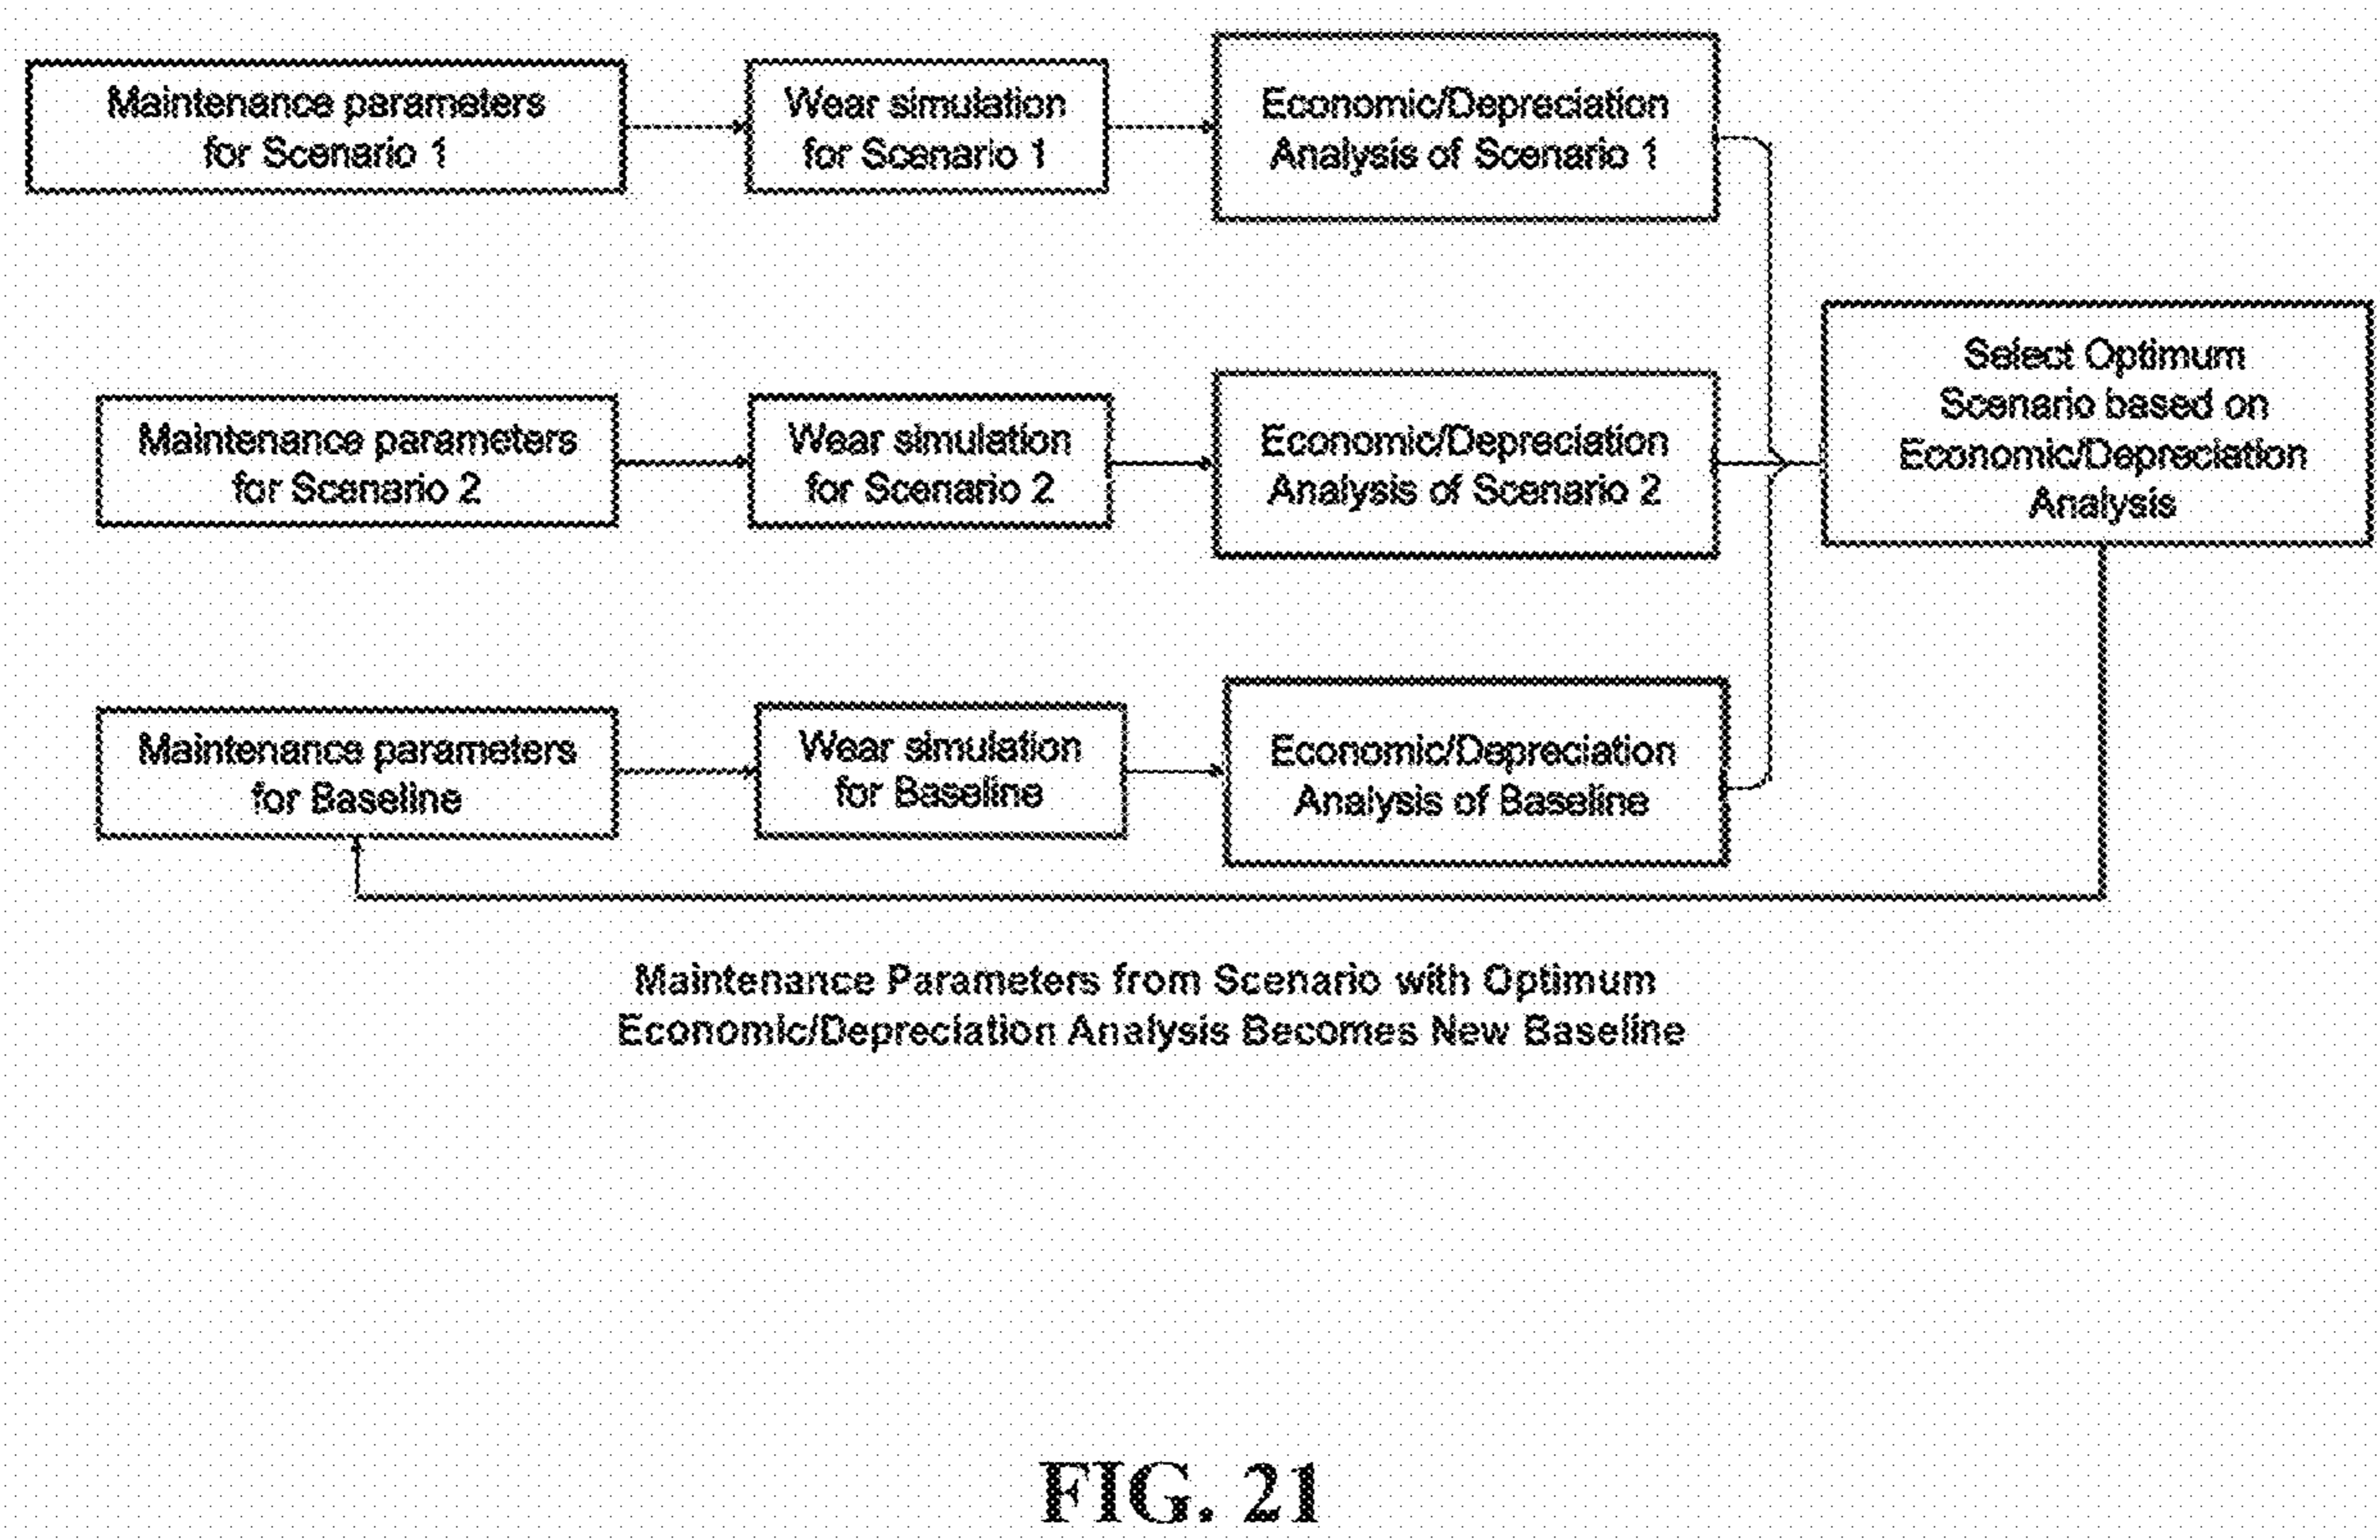 Maintenance parameters
for Scenario 1
Wear simulation
for Scenario 1
Economic/Depreciation
Analysis of Scenario 1
Maintenance parameters
for Scenario 2
Wear simulation
for Scenario 2
Economic/Depreciation
Analysis of Scenario 2
Select Optimum
Scenario based on
Economic/Depreciation
Analysis
Maintenance parameters
for Baseline
Wear simulation
for Baseline
Economic/Depreciation
Analysis of Baseline
Maintenance Parameters from Scenario with Optimum
Economic/Depreciation Analysis Becomes New Baseline
FIG. 21